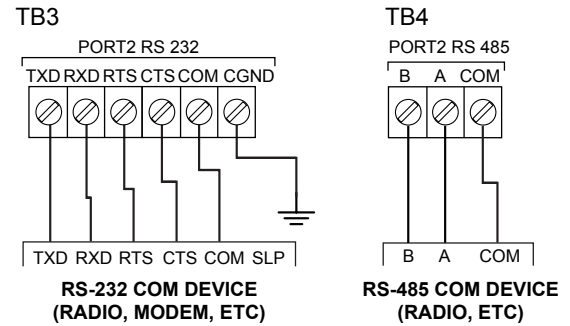 TB3
PORT2 RS 232
TXD RXD RTS CTS COM CGND
TXD RXD RTS CTS COM SLP
RS-232 COM DEVICE
(RADIO, MODEM, ETC)
TB4
PORT2 RS 485
B A COM
B A COM
RS-485 COM DEVICE
(RADIO, ETC)